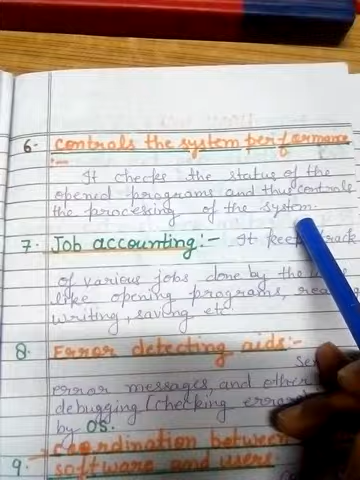 6. Controls the system performance
:-
It checks the status of the
opened programs and thus controls
the processing of the system.
7. Job accounting:- It keeps track
of various jobs done by the
like opening programs,
writing, saving etc.
8. Error detecting aids:-
error messages, and other
debugging (checking errors)
by OS.
9. Coordination between
software and users